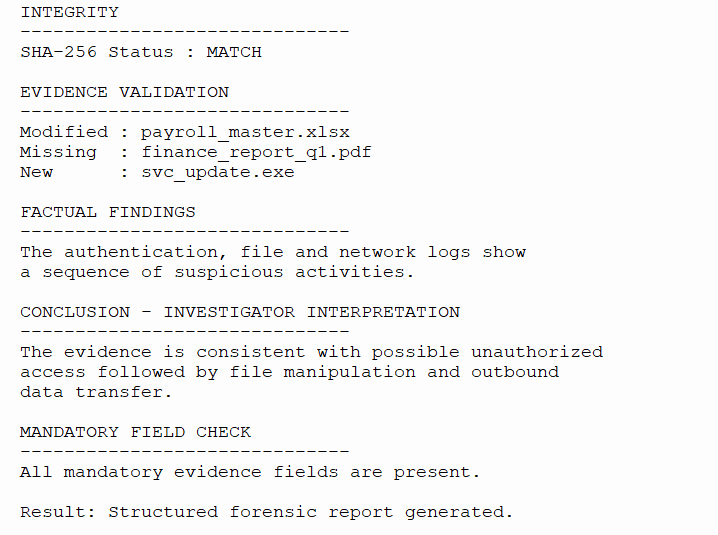 INTEGRITY
------------------------------
SHA-256 Status : MATCH
EVIDENCE VALIDATION
------------------------------
Modified : payroll_master.xlsx
Missing  : finance_report_q1.pdf
New      : svc_update.exe
FACTUAL FINDINGS
------------------------------
The authentication, file and network logs show
a sequence of suspicious activities.
CONCLUSION - INVESTIGATOR INTERPRETATION
------------------------------
The evidence is consistent with possible unauthorized
access followed by file manipulation and outbound
data transfer.
MANDATORY FIELD CHECK
------------------------------
All mandatory evidence fields are present.
Result: Structured forensic report generated.